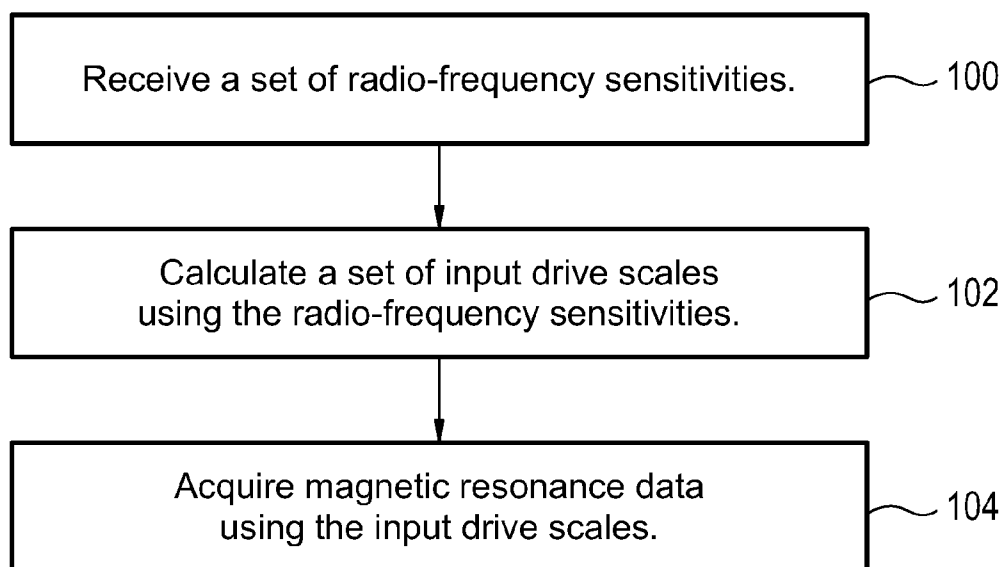 Receive a set of radio-frequency sensitivities.
100
Calculate a set of input drive scales
using the radio-frequency sensitivities.
102
Acquire magnetic resonance data
using the input drive scales.
104